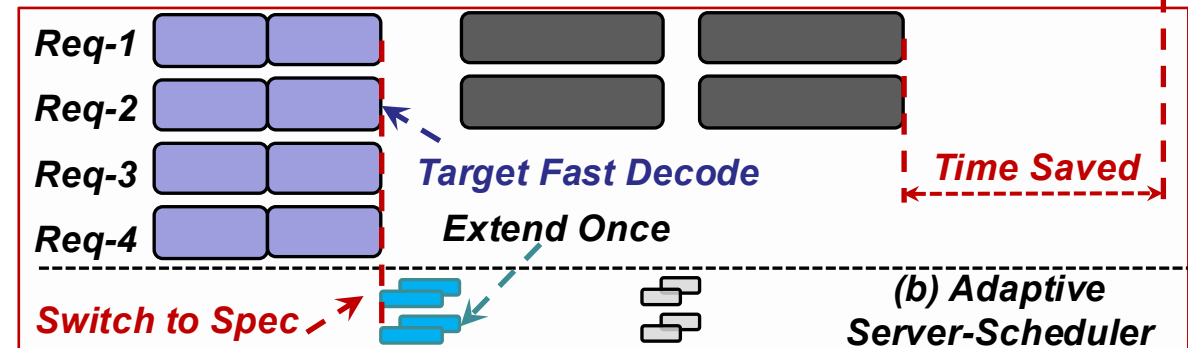 Req-1
Req-2
Req-3
Req-4
Target Fast Decode
Time Saved
Extend Once
Switch to Spec
(b) Adaptive
Server-Scheduler